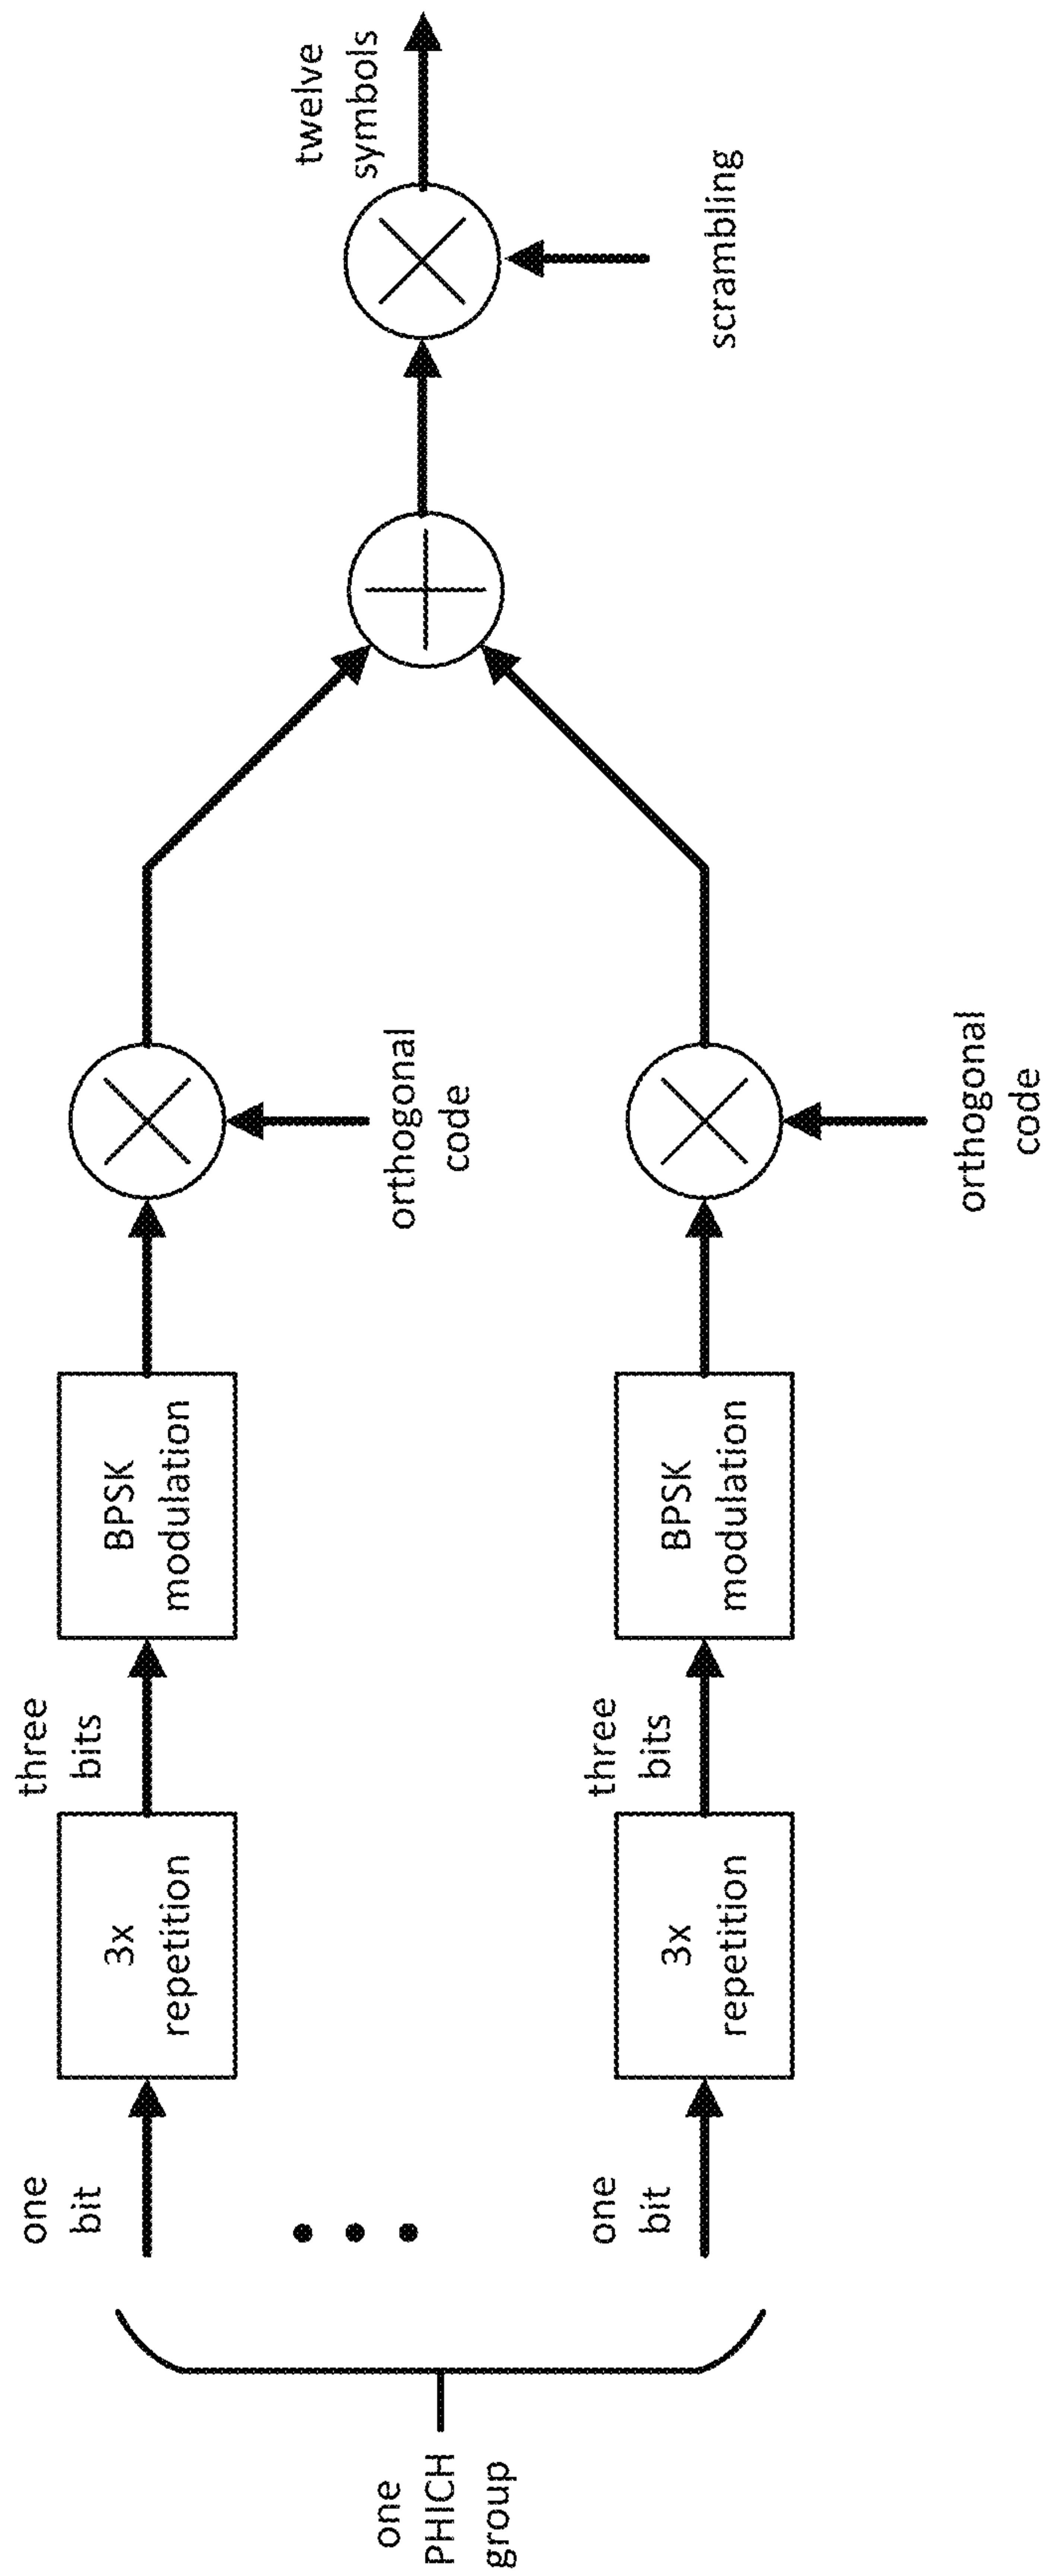 one
PHICH
group
one
bit
3x
repetition
three
bits
BPSK
modulation
orthogonal
code
one
bit
3x
repetition
three
bits
BPSK
modulation
orthogonal
code
scrambling
twelve
symbols